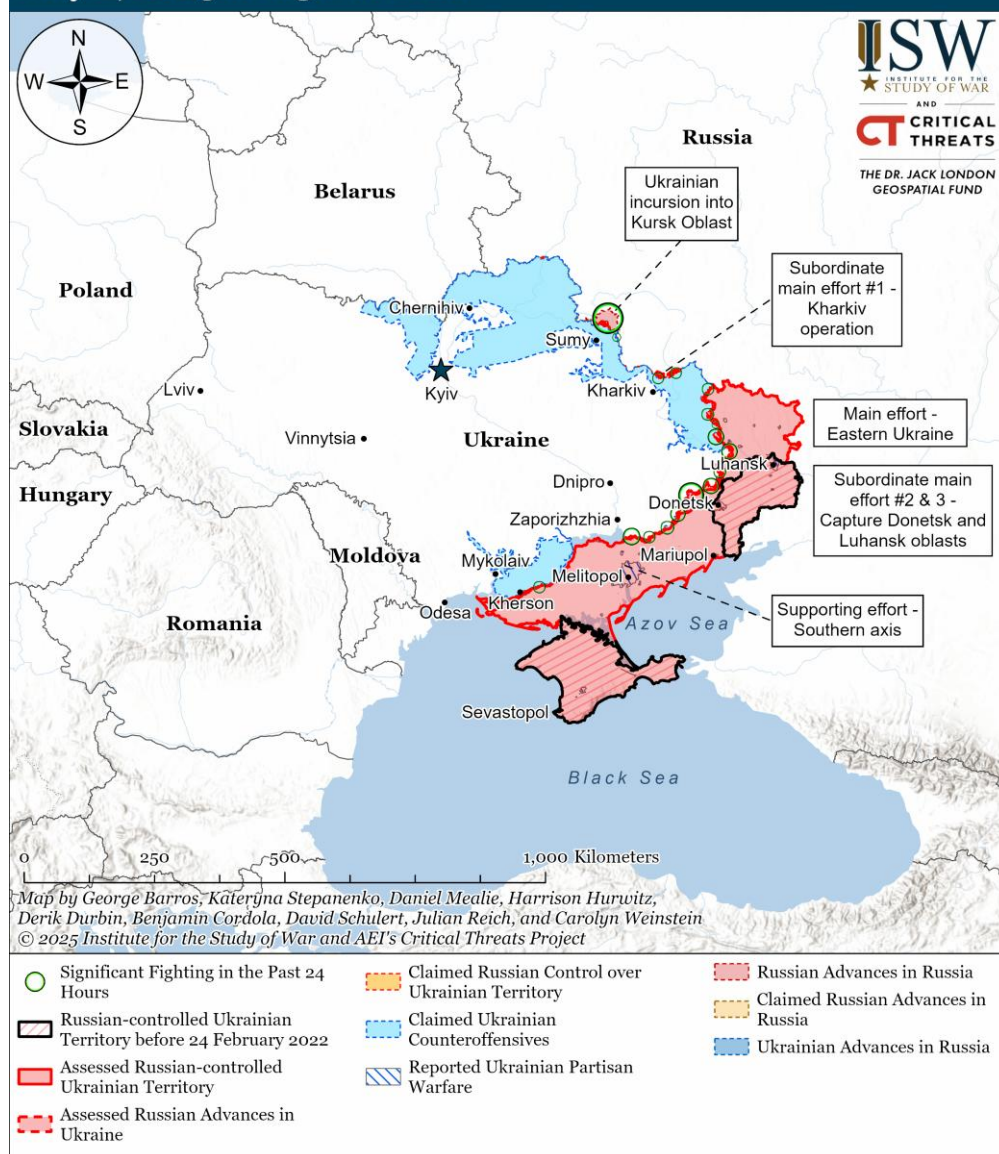 N
W
E
S
ISW
INSTITUTE FOR THE
STUDY OF WAR
AND
CT CRITICAL
THREATS
THE DR. JACK LONDON
GEOSPATIAL FUND
Russia
Belarus
Ukrainian
incursion into
Kursk Oblast
Subordinate
main effort #1 -
Kharkiv
operation
Poland
Chernihiv
Sumy
Kyiv
Kharkiv
Lviv
Slovakia
Vinnytsia
Ukraine
Main effort -
Eastern Ukraine
Luhansk
Hungary
Dnipro
Donetsk
Subordinate main
effort #2 & 3 -
Capture Donetsk and
Luhansk oblasts
Zaporizhzhia
Moldova
Mykolaiv
Mariupol
Melitopol
Kherson
Odesa
Romania
Azov Sea
Supporting effort -
Southern axis
Sevastopol
Black Sea
0 250 500 1,000 Kilometers
Map by George Barros, Kateryna Stepanenko, Daniel Mealie, Harrison Hurwitz,
Derik Durbin, Benjamin Cordola, David Schulert, Julian Reich, and Carolyn Weinstein
© 2025 Institute for the Study of War and AEI's Critical Threats Project
Significant Fighting in the Past 24
Hours
Russian-controlled Ukrainian
Territory before 24 February 2022
Assessed Russian-controlled
Ukrainian Territory
Assessed Russian Advances in
Ukraine
Claimed Russian Control over
Ukrainian Territory
Claimed Ukrainian
Counteroffensives
Reported Ukrainian Partisan
Warfare
Russian Advances in Russia
Claimed Russian Advances in
Russia
Ukrainian Advances in Russia